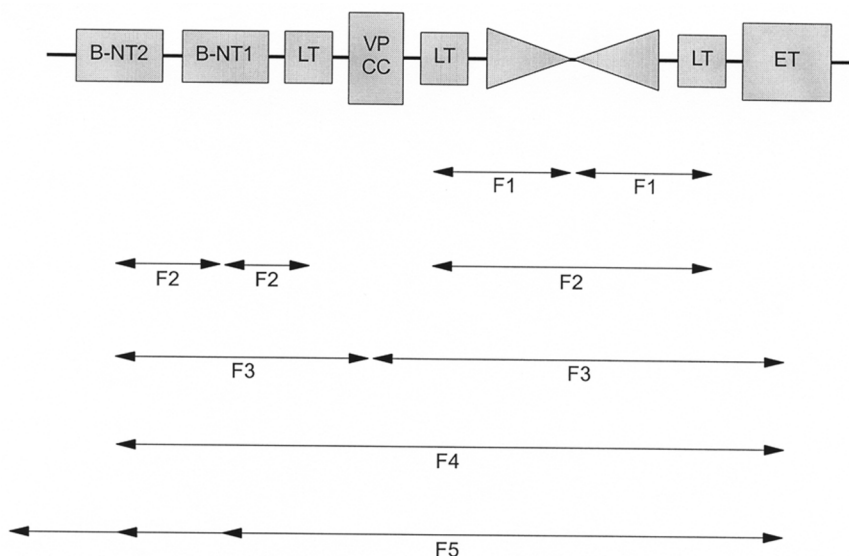 B-NT2 B-NT1 LT VP CC LT LT ET
F1 F1
F2 F2 F2
F3 F3
F4
F5